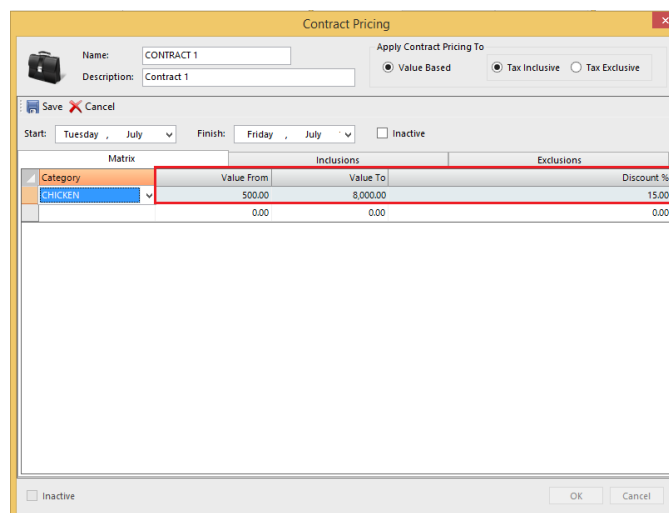 Contract Pricing
Name: CONTRACT 1
Description: Contract 1
Apply Contract Pricing To
Value Based Tax Inclusive Tax Exclusive
Save Cancel
Start: Tuesday , July Finish: Friday , July Inactive
Matrix Inclusions Exclusions
Category Value From Value To Discount %
CHICKEN 500.00 8,000.00 15.00
0.00 0.00 0.00
Inactive OK Cancel